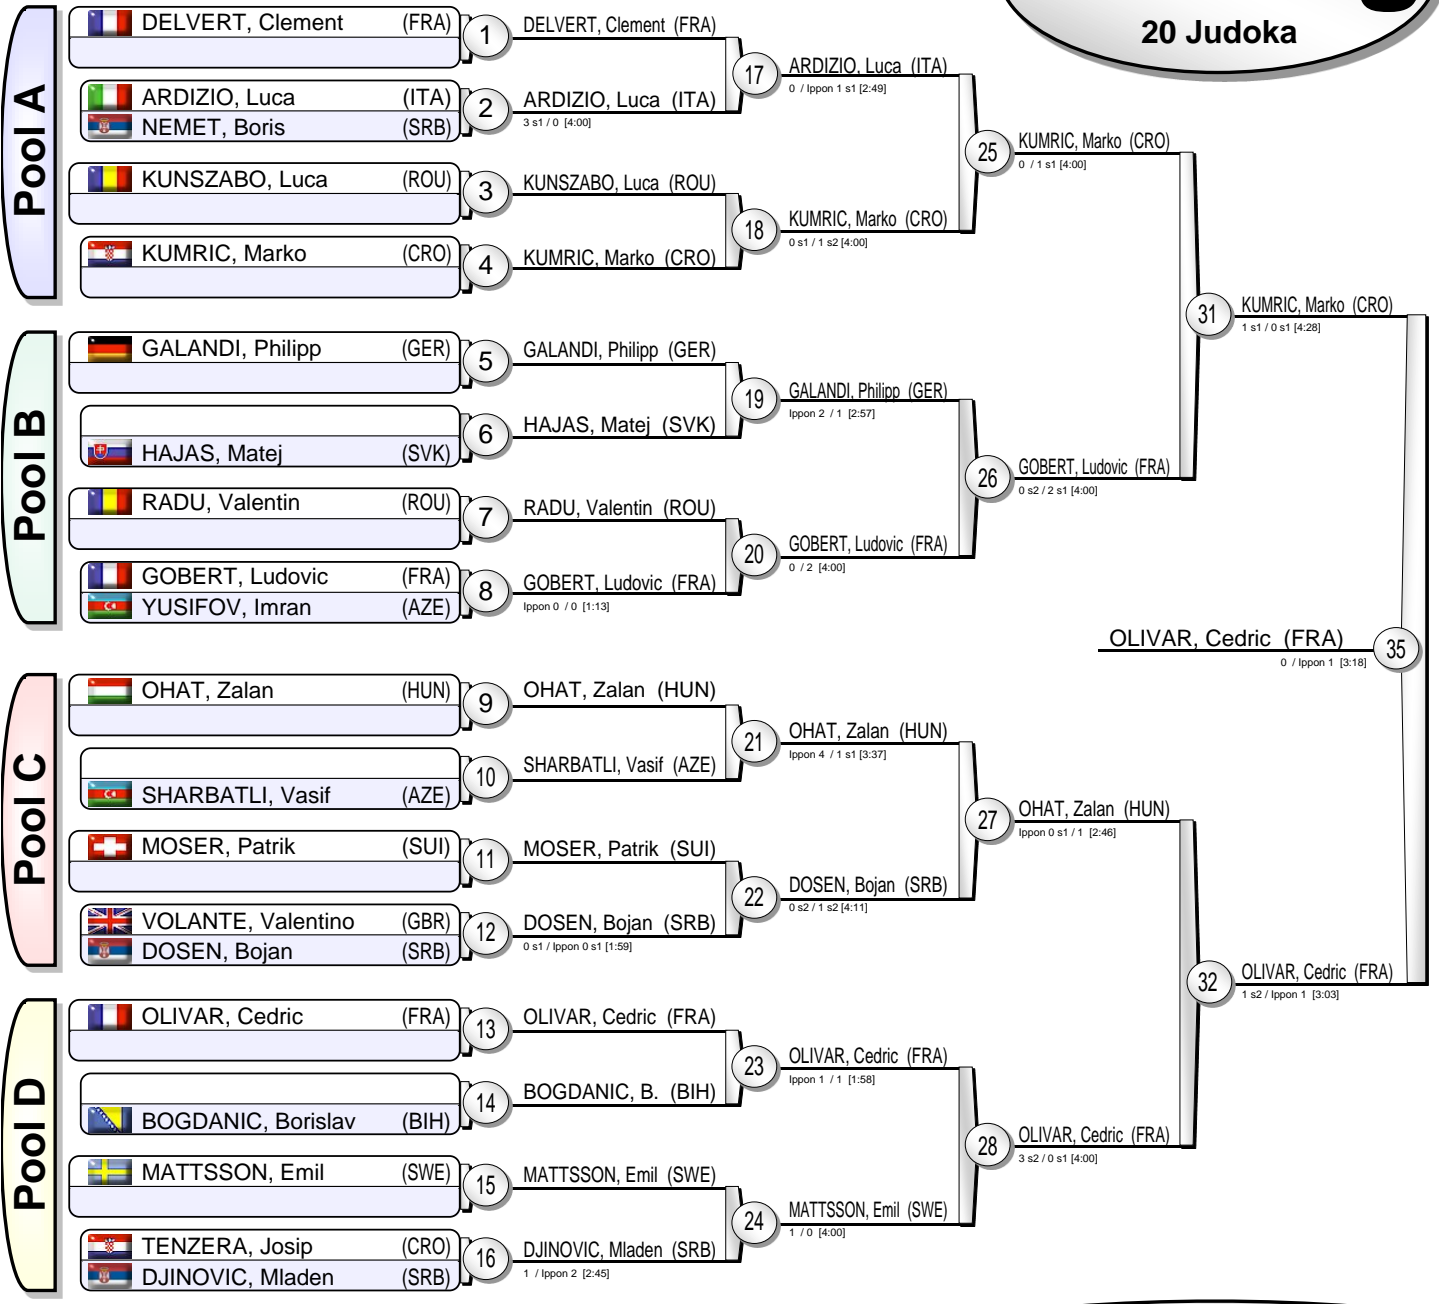 20 Judoka
Pool A
DELVERT, Clement (FRA)
1
ARDIZIO, Luca (ITA)
NEMET, Boris (SRB)
2
KUNSZABO, Luca (ROU)
3
KUMRIC, Marko (CRO)
4
DELVERT, Clement (FRA)
ARDIZIO, Luca (ITA)
3 s1 / 0 [4:00]
KUNSZABO, Luca (ROU)
KUMRIC, Marko (CRO)
17
ARDIZIO, Luca (ITA)
0 / Ippon 1 s1 [2:49]
18
KUMRIC, Marko (CRO)
0 s1 / 1 s2 [4:00]
25
KUMRIC, Marko (CRO)
0 / 1 s1 [4:00]
Pool B
GALANDI, Philipp (GER)
5
6
HAJAS, Matej (SVK)
RADU, Valentin (ROU)
7
GOBERT, Ludovic (FRA)
YUSIFOV, Imran (AZE)
8
GALANDI, Philipp (GER)
HAJAS, Matej (SVK)
RADU, Valentin (ROU)
GOBERT, Ludovic (FRA)
Ippon 0 / 0 [1:13]
19
GALANDI, Philipp (GER)
Ippon 2 / 1 [2:57]
20
GOBERT, Ludovic (FRA)
0 / 2 [4:00]
26
GOBERT, Ludovic (FRA)
0 s2 / 2 s1 [4:00]
31
KUMRIC, Marko (CRO)
1 s1 / 0 s1 [4:28]
OLIVAR, Cedric (FRA)
0 / Ippon 1 [3:18]
35
Pool C
OHAT, Zalan (HUN)
9
10
SHARBATLI, Vasif (AZE)
MOSER, Patrik (SUI)
11
VOLANTE, Valentino (GBR)
DOSEN, Bojan (SRB)
12
OHAT, Zalan (HUN)
SHARBATLI, Vasif (AZE)
MOSER, Patrik (SUI)
DOSEN, Bojan (SRB)
0 s1 / Ippon 0 s1 [1:59]
21
OHAT, Zalan (HUN)
Ippon 4 / 1 s1 [3:37]
22
DOSEN, Bojan (SRB)
0 s2 / 1 s2 [4:11]
27
OHAT, Zalan (HUN)
Ippon 0 s1 / 1 [2:46]
Pool D
OLIVAR, Cedric (FRA)
13
14
BOGDANIC, Borislav (BIH)
MATTSSON, Emil (SWE)
15
TENZERA, Josip (CRO)
DJINOVIC, Mladen (SRB)
16
OLIVAR, Cedric (FRA)
BOGDANIC, B. (BIH)
MATTSSON, Emil (SWE)
DJINOVIC, Mladen (SRB)
1 / Ippon 2 [2:45]
23
OLIVAR, Cedric (FRA)
Ippon 1 / 1 [1:58]
24
MATTSSON, Emil (SWE)
1 / 0 [4:00]
28
OLIVAR, Cedric (FRA)
3 s2 / 0 s1 [4:00]
32
OLIVAR, Cedric (FRA)
1 s2 / Ippon 1 [3:03]